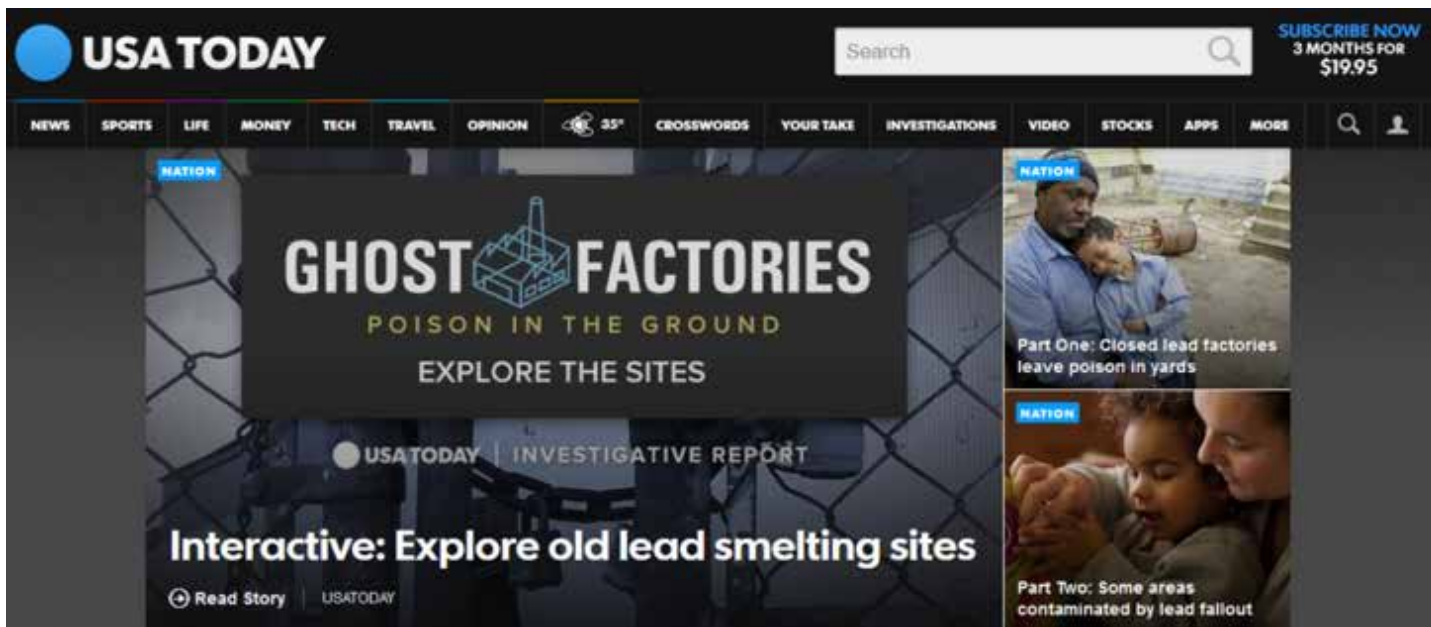 USA TODAY
Search
SUBSCRIBE NOW
3 MONTHS FOR
$19.95
NEWS SPORTS LIFE MONEY TECH TRAVEL OPINION 35° CROSSWORDS YOUR TAKE INVESTIGATIONS VIDEO STOCKS APPS MORE
NATION
GHOST FACTORIES
POISON IN THE GROUND
EXPLORE THE SITES
USA TODAY | INVESTIGATIVE REPORT
Interactive: Explore old lead smelting sites
Read Story USATODAY
NATION
Part One: Closed lead factories
leave poison in yards
NATION
Part Two: Some areas
contaminated by lead fallout